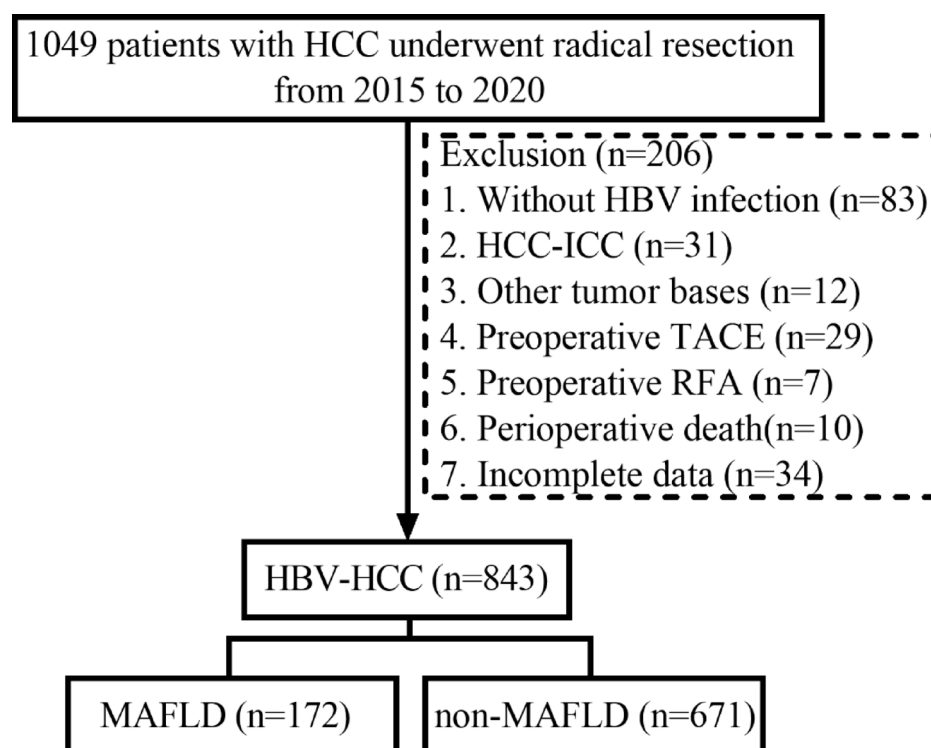 1049 patients with HCC underwent radical resection
from 2015 to 2020
Exclusion (n=206)
1. Without HBV infection (n=83)
2. HCC-ICC (n=31)
3. Other tumor bases (n=12)
4. Preoperative TACE (n=29)
5. Preoperative RFA (n=7)
6. Perioperative death(n=10)
7. Incomplete data (n=34)
HBV-HCC (n=843)
MAFLD (n=172)
non-MAFLD (n=671)